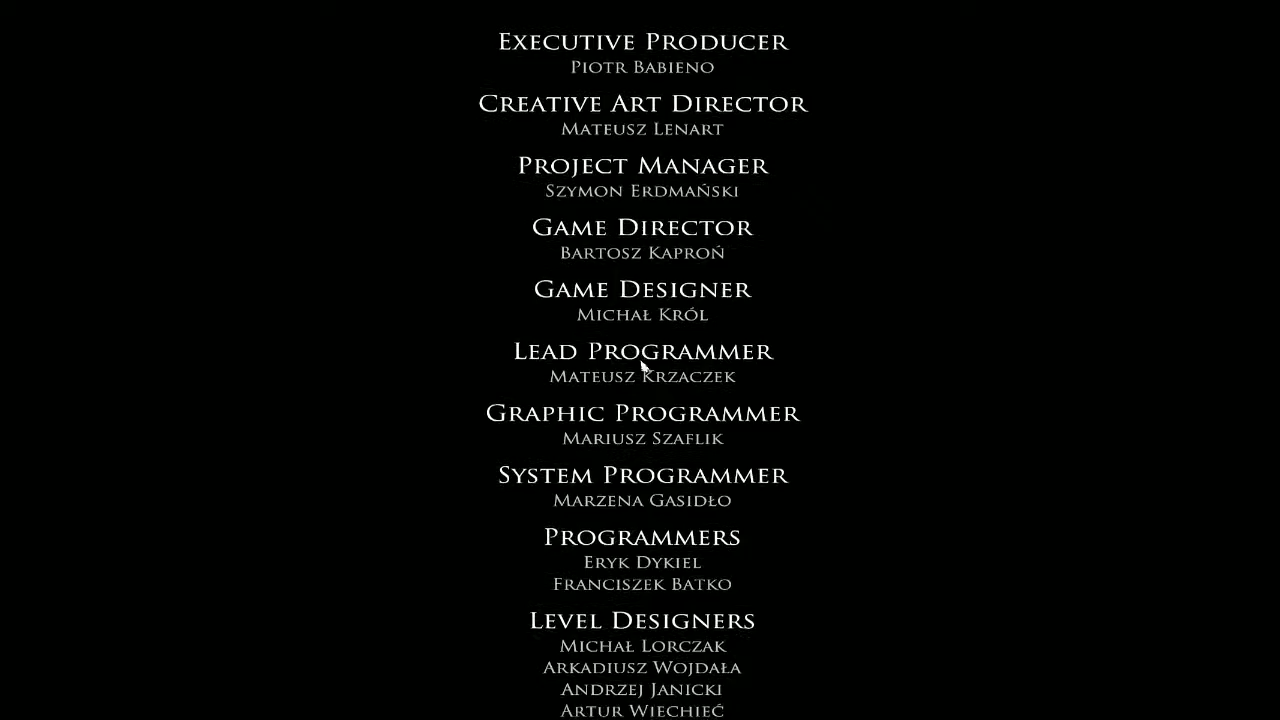 Executive Producer
Piotr Babieno
Creative Art Director
Mateusz Lenart
Project Manager
Szymon Erdmański
Game Director
Bartosz Kaproń
Game Designer
Michał Król
Lead Programmer
Mateusz Krzaczek
Graphic Programmer
Mariusz Szaflik
System Programmer
Marzena Gasidło
Programmers
Eryk Dykiel
Franciszek Batko
Level Designers
Michał Lorczak
Arkadiusz Wojdała
Andrzej Janicki
Artur Wiechieć